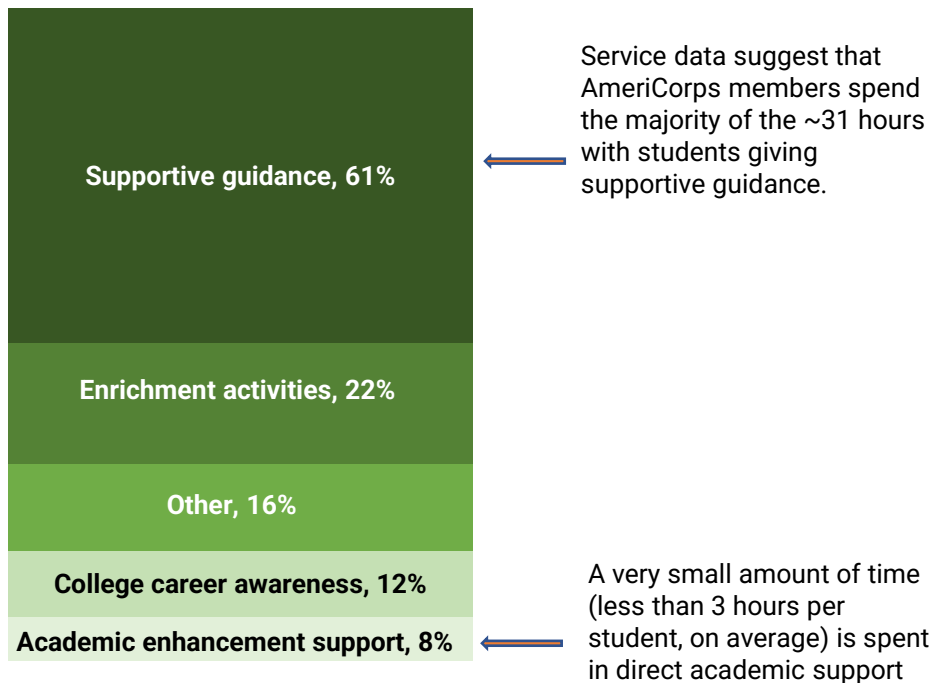 Service data suggest that
AmeriCorps members spend
the majority of the ~31 hours
with students giving
supportive guidance.
Supportive guidance, 61%
Enrichment activities, 22%
Other, 16%
College career awareness, 12%
Academic enhancement support, 8%
A very small amount of time
(less than 3 hours per
student, on average) is spent
in direct academic support